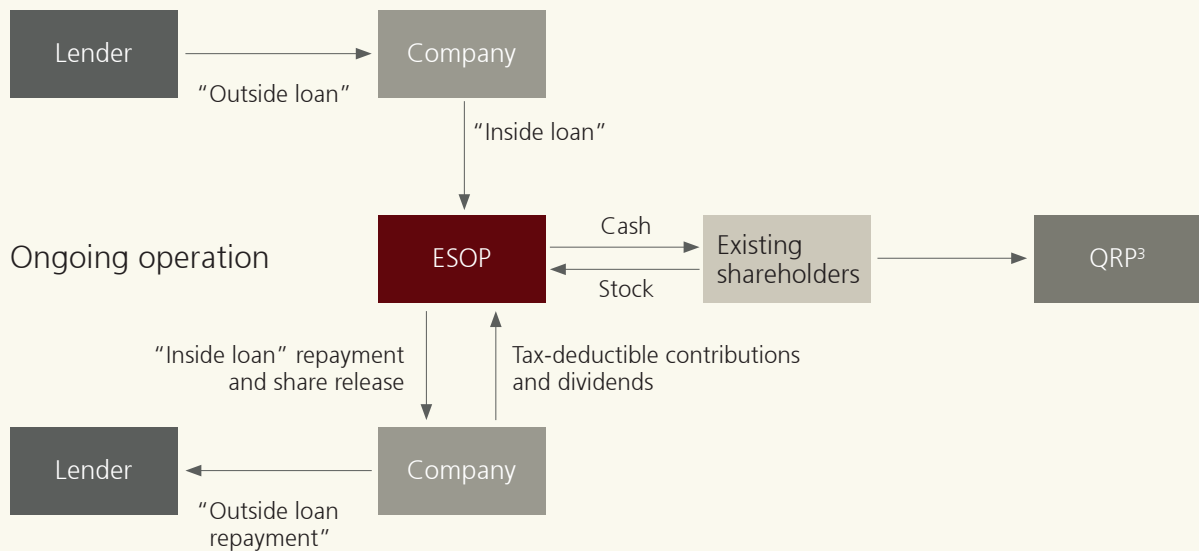 Lender
Company
“Outside loan”
“Inside loan”
Ongoing operation
ESOP
Cash
Stock
Existing
shareholders
QRP³
“Inside loan” repayment
and share release
Tax-deductible contributions
and dividends
Lender
Company
“Outside loan
repayment”